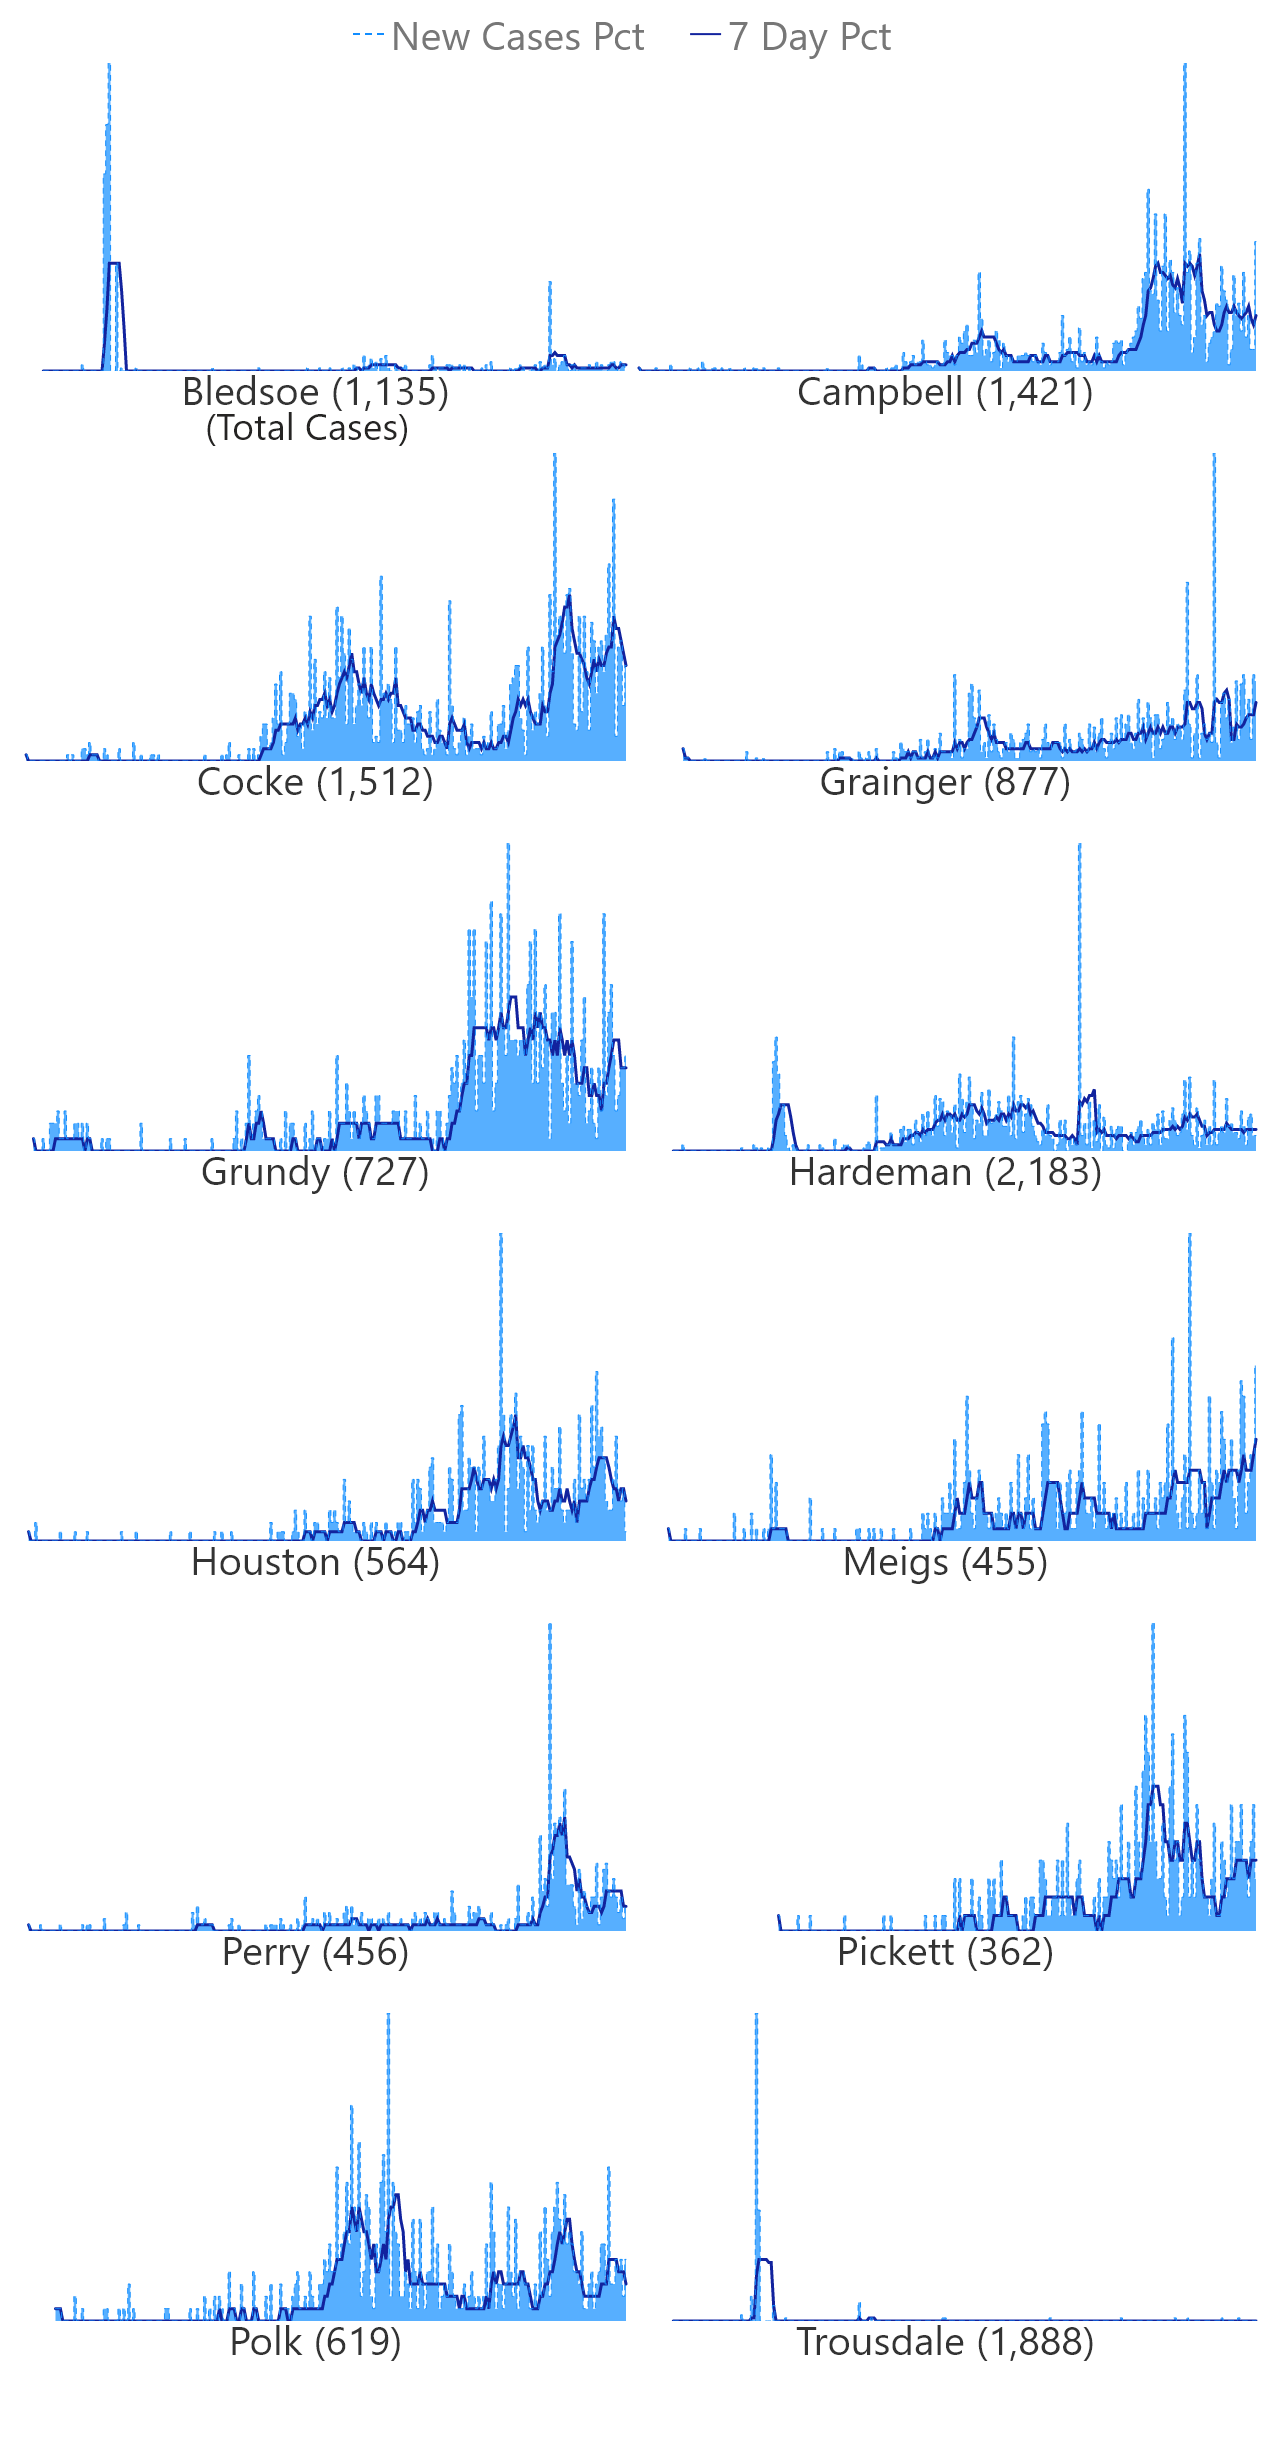 New Cases Pct 7 Day Pct
Bledsoe (1,135) Campbell (1,421)
(Total Cases)
Cocke (1,512) Grainger (877)
Grundy (727) Hardeman (2,183)
Houston (564) Meigs (455)
Perry (456) Pickett (362)
Polk (619) Trousdale (1,888)